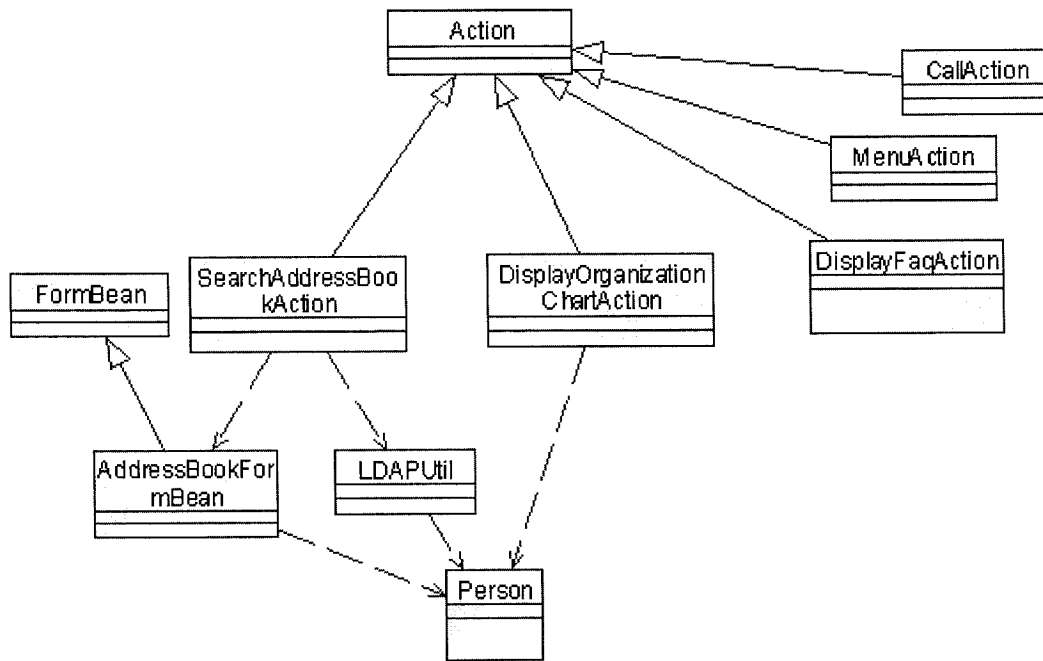 Action
CallAction
MenuAction
DisplayFaqAction
SearchAddressBoo
kAction
DisplayOrganization
ChartAction
FormBean
AddressBookFor
mBean
LDAPUtil
Person